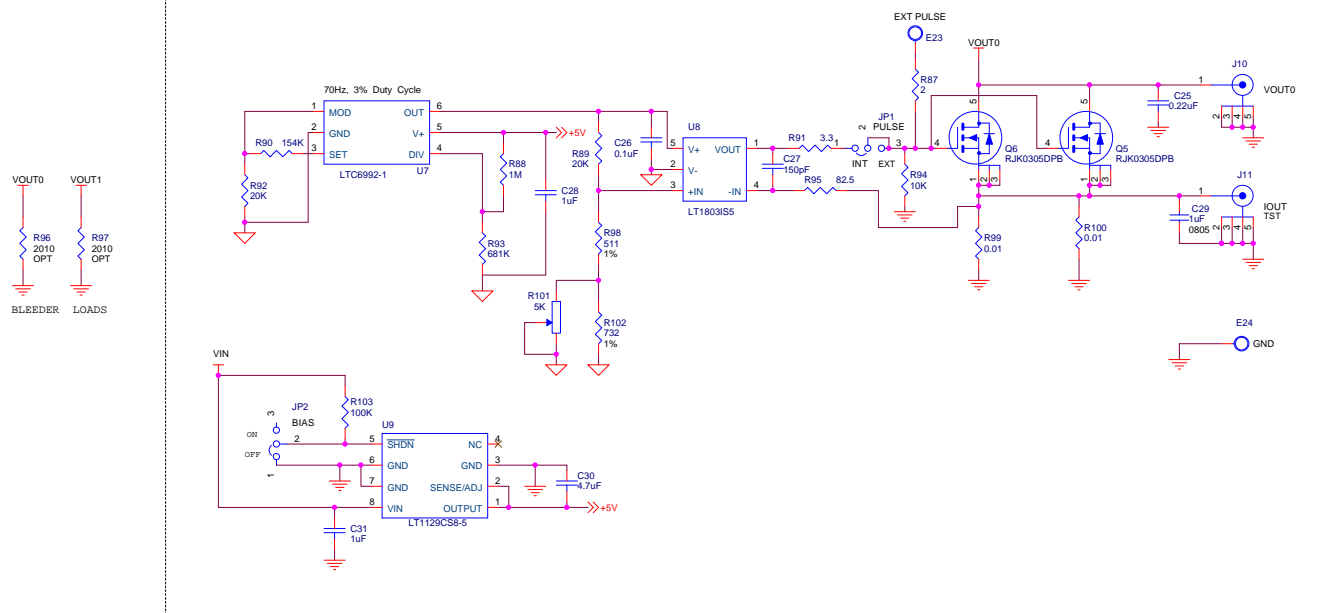 EXT PULSE
E23
VOUT0
R87
2
J10
1
VOUT0
2 3 4 5
C25
0.22uF
70Hz, 3% Duty Cycle
1 MOD OUT 6
2 GND V+ 5
3 SET DIV 4
LTC6992-1 U7
R90 154K
R92
20K
+5V
R88
1M
C28
1uF
R93
681K
R89
20K
C26
0.1uF
U8
5 V+ VOUT 1
2 V-
3 +IN -IN 4
LT1803IS5
R91 3.3
C27
150pF
R95 82.5
JP1
PULSE
1 2 3
INT EXT
R94
10K
4
5
Q6
RJK0305DPB
1 2 3
4
5
Q5
RJK0305DPB
1 2 3
J11
1
IOUT
TST
2 3 4 5
C29
1uF
0805
R99
0.01
R100
0.01
R98
511
1%
R101
5K
R102
732
1%
E24
GND
VOUT0 VOUT1
R96
2010
OPT
R97
2010
OPT
BLEEDER LOADS
VIN
R103
100K
JP2
BIAS
3
2
1
ON
OFF
U9
5 SHDN NC 4
6 GND GND 3
7 GND SENSE/ADJ 2
8 VIN OUTPUT 1
LT1129CS8-5
C30
4.7uF
+5V
C31
1uF